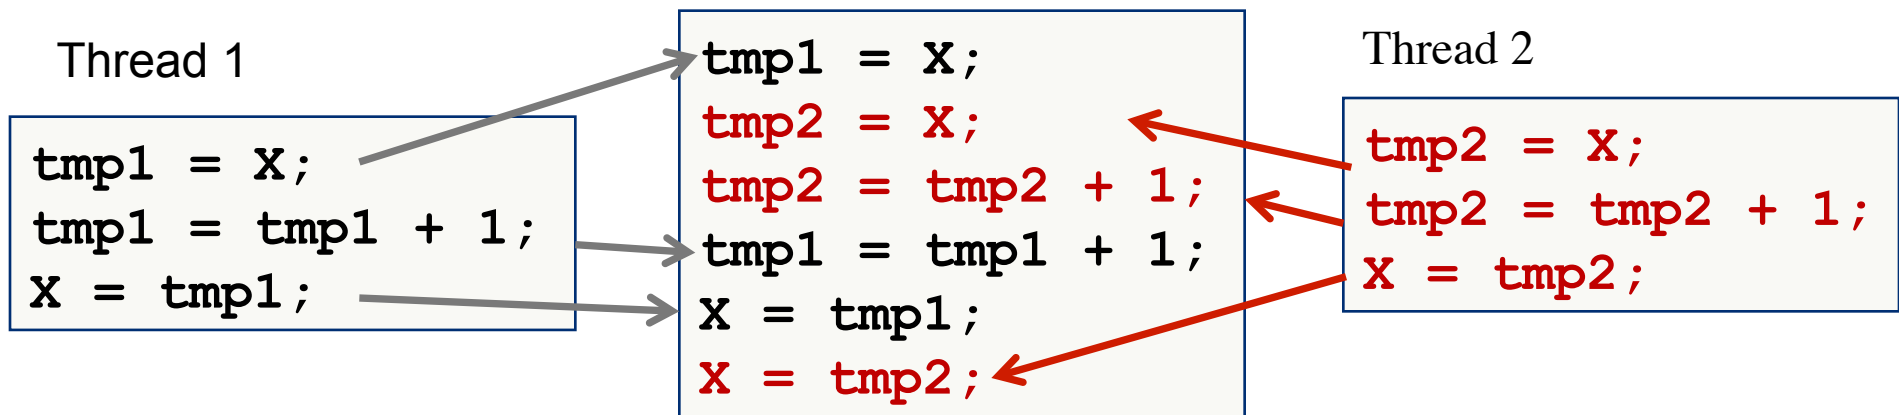 Thread 1
tmp1 = X;
tmp1 = tmp1 + 1;
X = tmp1;
tmp1 = X;
tmp2 = X;
tmp2 = tmp2 + 1;
tmp1 = tmp1 + 1;
X = tmp1;
X = tmp2;
Thread 2
tmp2 = X;
tmp2 = tmp2 + 1;
X = tmp2;